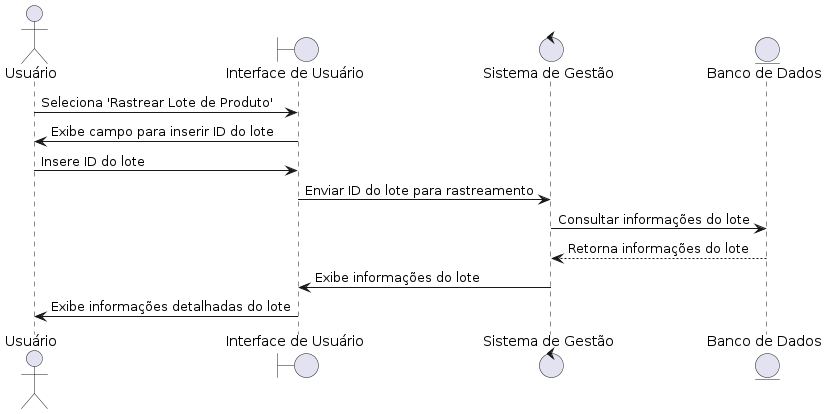 Usuário
Interface de Usuário
Sistema de Gestão
Banco de Dados
Seleciona 'Rastrear Lote de Produto'
Exibe campo para inserir ID do lote
Insere ID do lote
Enviar ID do lote para rastreamento
Consultar informações do lote
Retorna informações do lote
Exibe informações do lote
Exibe informações detalhadas do lote
Usuário
Interface de Usuário
Sistema de Gestão
Banco de Dados